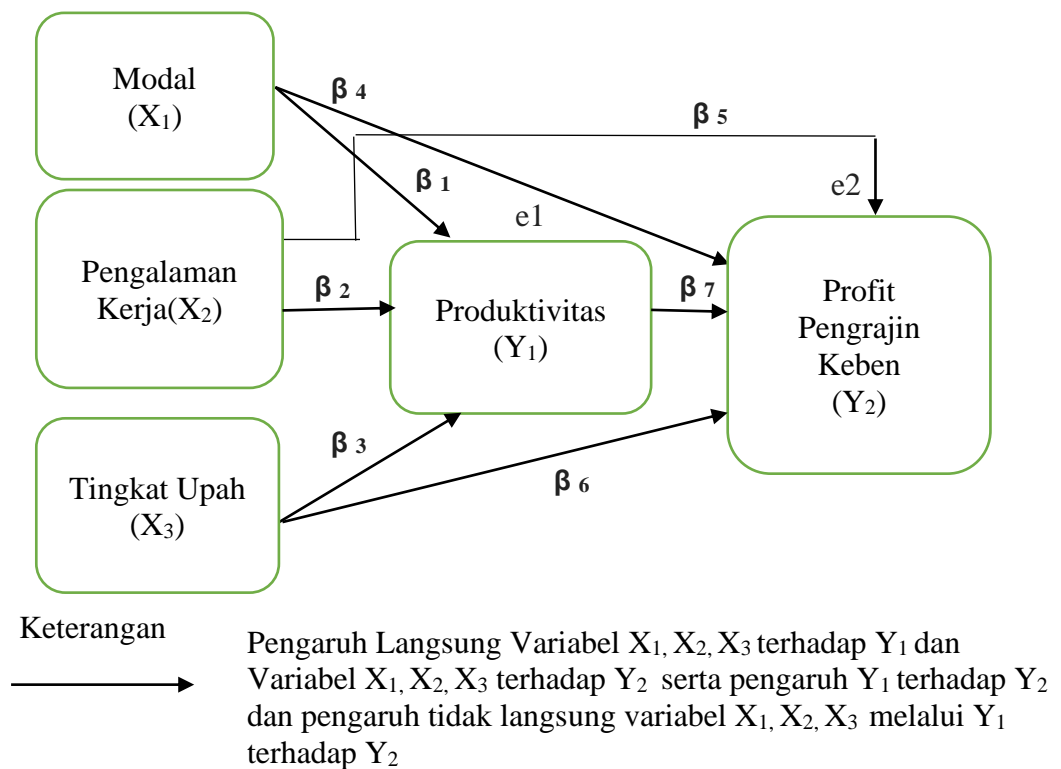 Modal
(X₁)
β 4
β 5
β 1
e1
e2
Pengalaman
Kerja(X₂)
β 2
Produktivitas
(Y₁)
β 7
Profit
Pengrajin
Keben
(Y₂)
β 3
β 6
Tingkat Upah
(X₃)
Keterangan
Pengaruh Langsung Variabel X₁, X₂, X₃ terhadap Y₁ dan
Variabel X₁, X₂, X₃ terhadap Y₂ serta pengaruh Y₁ terhadap Y₂
dan pengaruh tidak langsung variabel X₁, X₂, X₃ melalui Y₁
terhadap Y₂